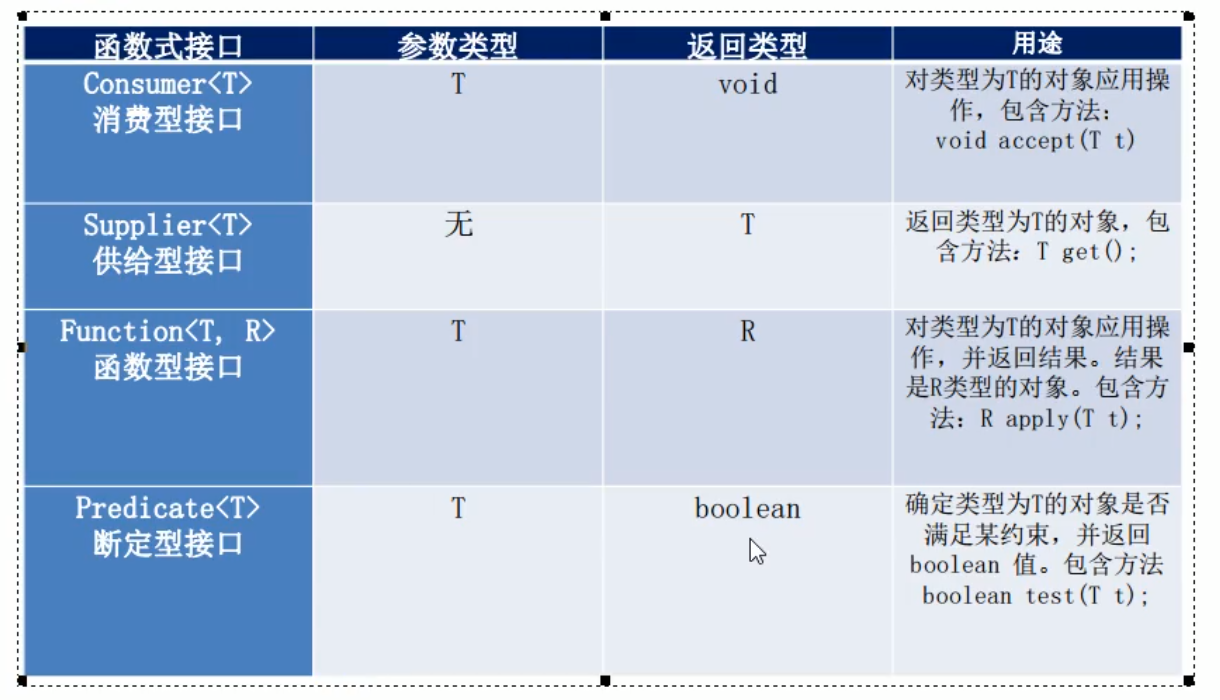 函数式接口 参数类型 返回类型 用途
Consumer<T> T void 对类型为T的对象应用操
消费型接口 作，包含方法：
void accept(T t)
Supplier<T> 无 T 返回类型为T的对象，包
供给型接口 含方法：T get();
Function<T, R> T R 对类型为T的对象应用操
函数型接口 作，并返回结果。结果
是R类型的对象。包含方
法：R apply(T t);
Predicate<T> T boolean 确定类型为T的对象是否
断定型接口 满足某约束，并返回
boolean 值。包含方法
boolean test(T t);